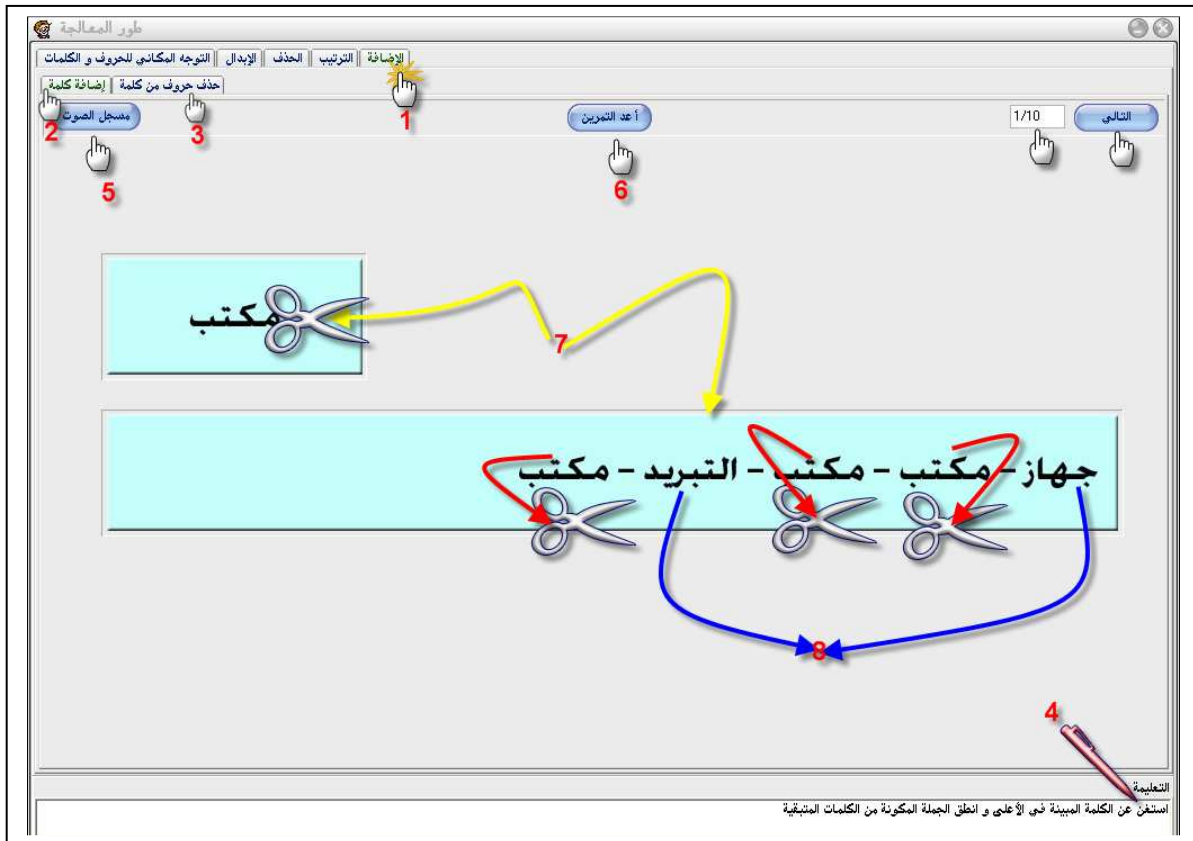 طور المعالجة
الإضافة الترتيب الحذف الإبدال التوجه المكاني للحروف و الكلمات
حذف حروف من كلمة إضافة كلمة
التالي 1/10 أعد التمرين مسجل الصوت
1
2
3
5
6
مكتب
7
جهاز - مكتب - مكتب - التبريد - مكتب
8
4
التعليمة
استغن عن الكلمة المبينة في الأعلى و انطق الجملة المكونة من الكلمات المتبقية